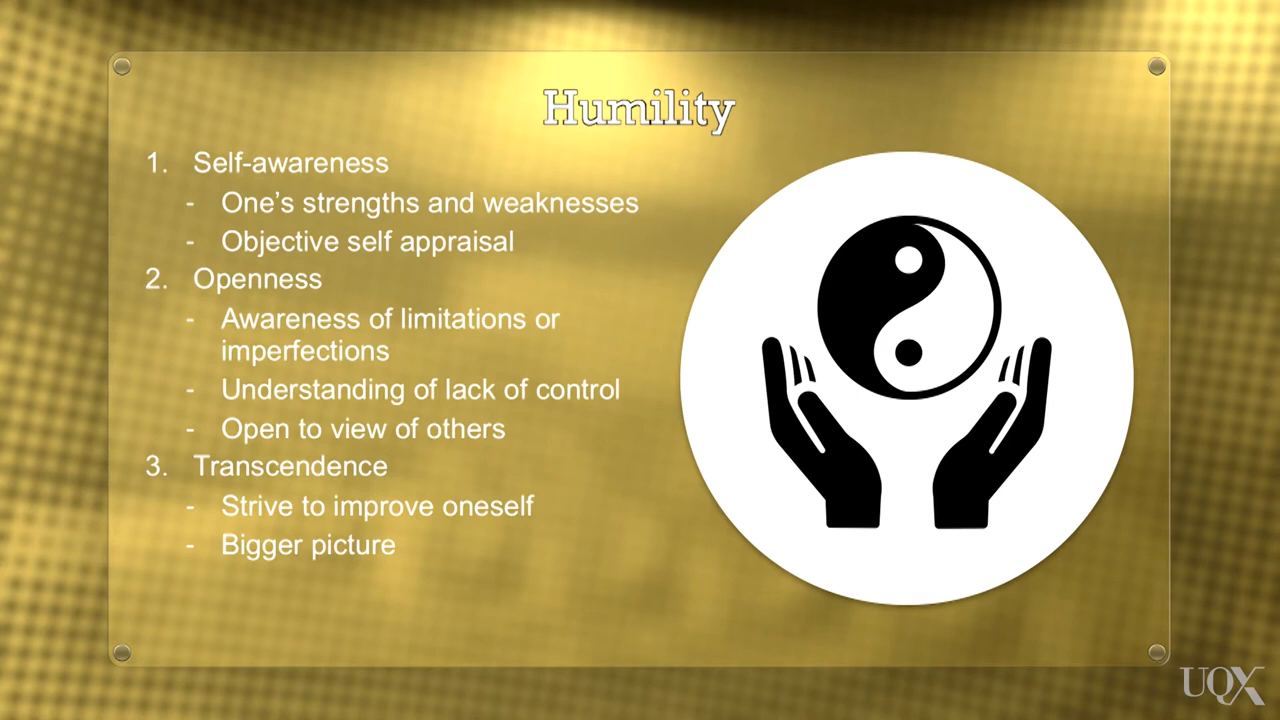 Humility
1. Self-awareness
- One’s strengths and weaknesses
- Objective self appraisal
2. Openness
- Awareness of limitations or
imperfections
- Understanding of lack of control
- Open to view of others
3. Transcendence
- Strive to improve oneself
- Bigger picture
UQX